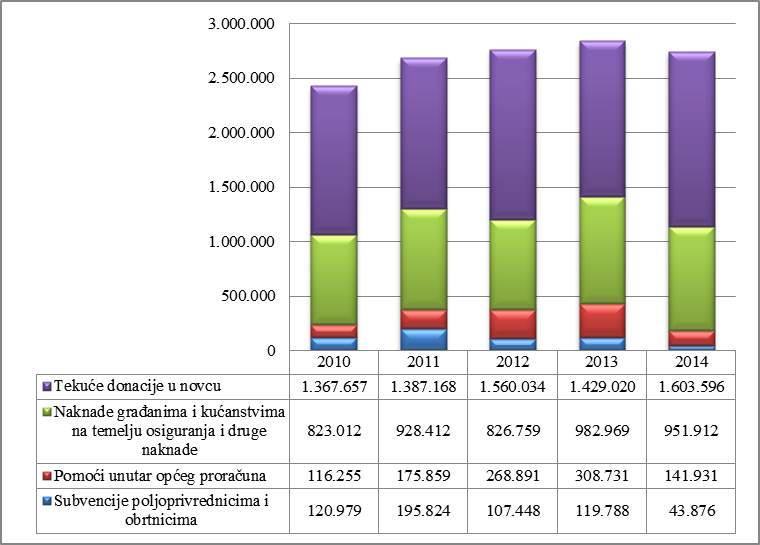 3.000.000
2.500.000
2.000.000
1.500.000
1.000.000
500.000
0
2010 2011 2012 2013 2014
Tekuće donacije u novcu 1.367.657 1.387.168 1.560.034 1.429.020 1.603.596
Naknade građanima i kućanstvima
na temelju osiguranja i druge
naknade
823.012 928.412 826.759 982.969 951.912
Pomoći unutar općeg proračuna 116.255 175.859 268.891 308.731 141.931
Subvencije poljoprivrednicima i
obrtnicima
120.979 195.824 107.448 119.788 43.876